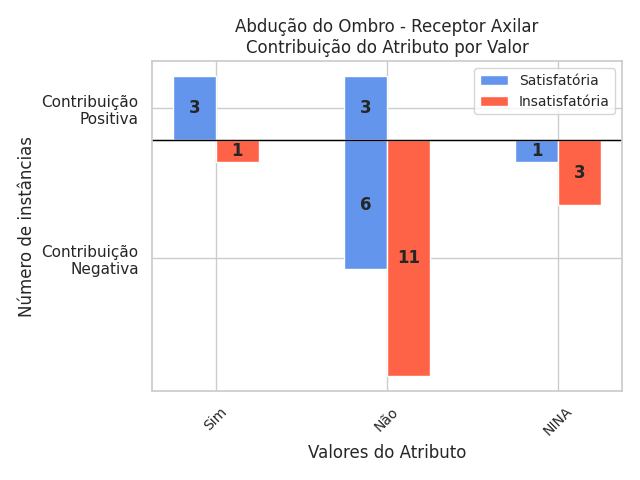 Abdução do Ombro - Receptor Axilar
Contribuição do Atributo por Valor
Satisfatória
Insatisfatória
Contribuição
Positiva
Contribuição
Negativa
Número de instâncias
3
1
3
6
11
1
3
Sim
Não
NINA
Valores do Atributo